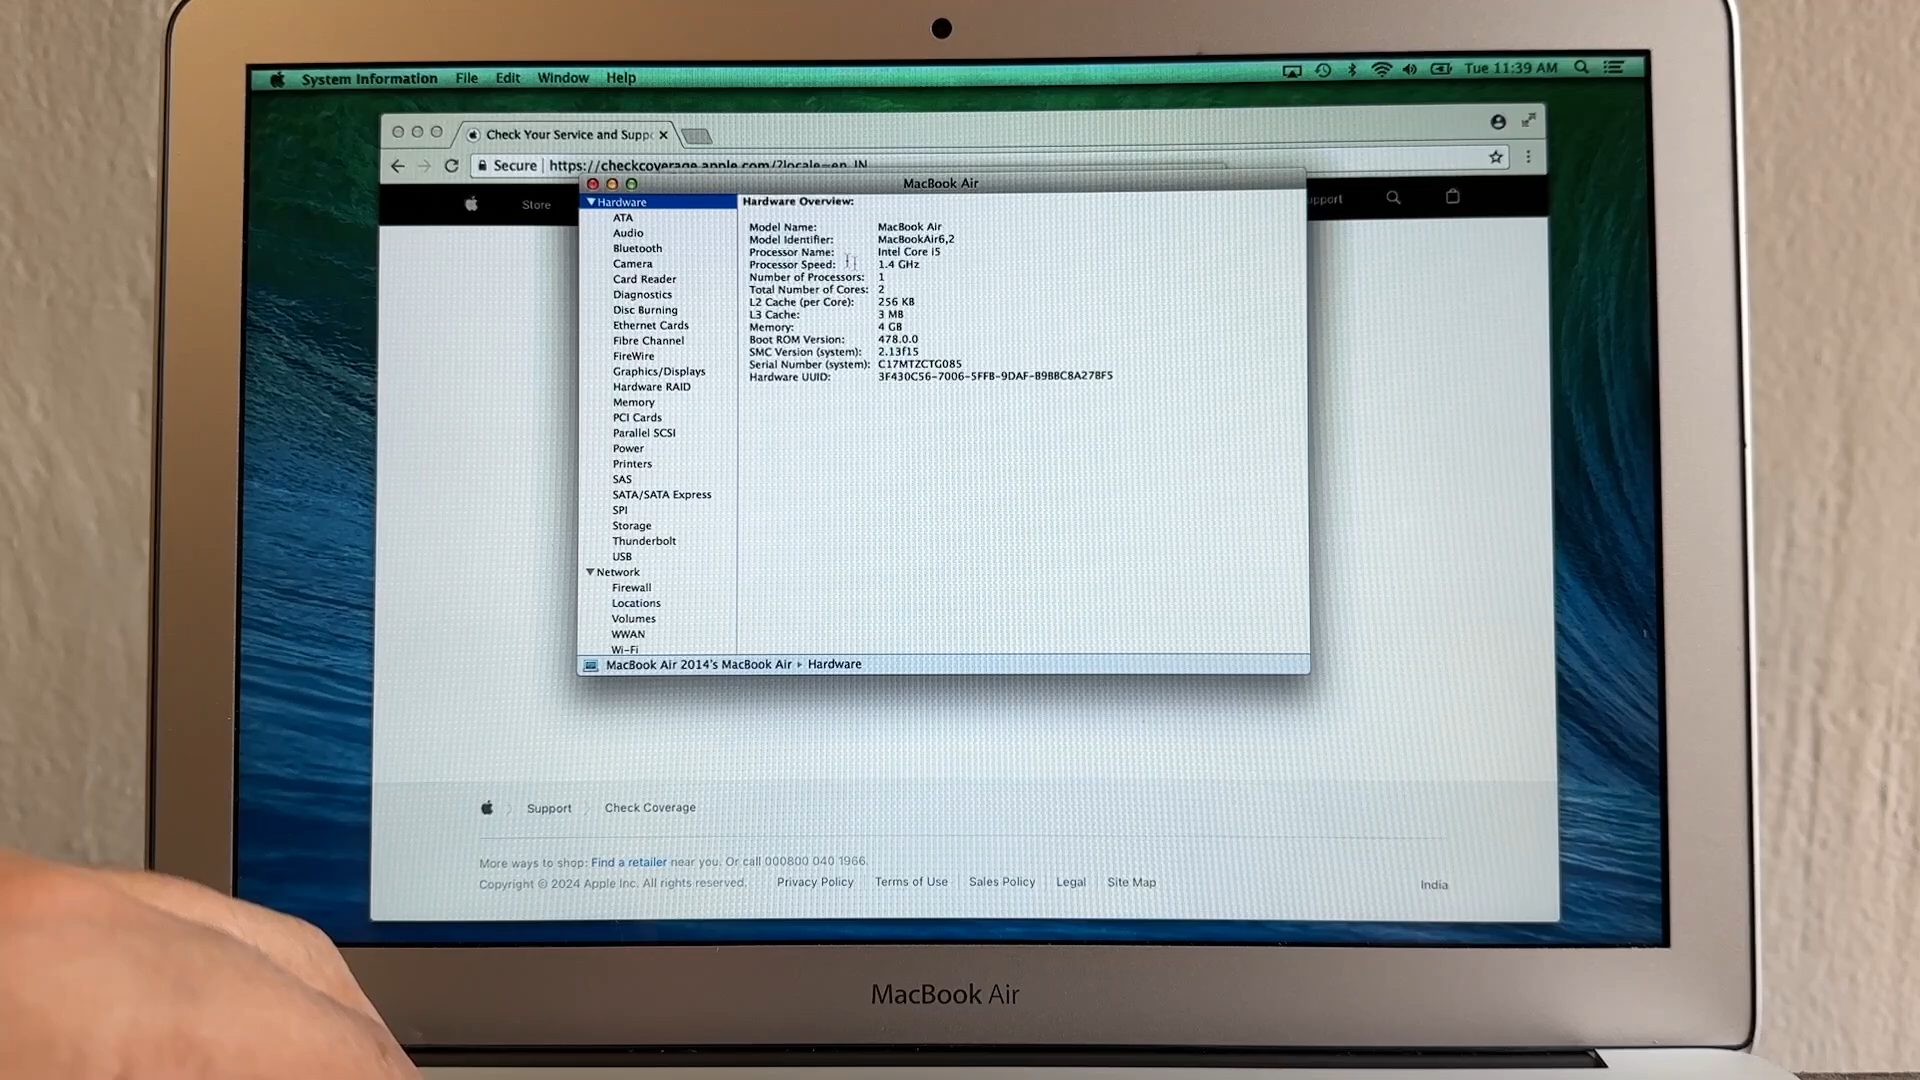 System Information File Edit Window Help Tue 11:39 AM
Check Your Service and Suppo
Secure | https://checkcoverage.apple.com/?locale=en_IN
MacBook Air
Store
upport
Hardware
ATA
Audio
Bluetooth
Camera
Card Reader
Diagnostics
Disc Burning
Ethernet Cards
Fibre Channel
FireWire
Graphics/Displays
Hardware RAID
Memory
PCI Cards
Parallel SCSI
Power
Printers
SAS
SATA/SATA Express
SPI
Storage
Thunderbolt
USB
Network
Firewall
Locations
Volumes
WWAN
Wi-Fi
Hardware Overview:
Model Name: MacBook Air
Model Identifier: MacBookAir6,2
Processor Name: Intel Core i5
Processor Speed: 1.4 GHz
Number of Processors: 1
Total Number of Cores: 2
L2 Cache (per Core): 256 KB
L3 Cache: 3 MB
Memory: 4 GB
Boot ROM Version: 478.0.0
SMC Version (system): 2.13f15
Serial Number (system): C17MTZCTG085
Hardware UUID: 3F430C56-7006-5FFB-9DAF-B9BBC8A27BF5
MacBook Air 2014's MacBook Air ▸ Hardware
Support Check Coverage
More ways to shop: Find a retailer near you. Or call 000800 040 1966.
Copyright © 2024 Apple Inc. All rights reserved. Privacy Policy Terms of Use Sales Policy Legal Site Map India
MacBook Air